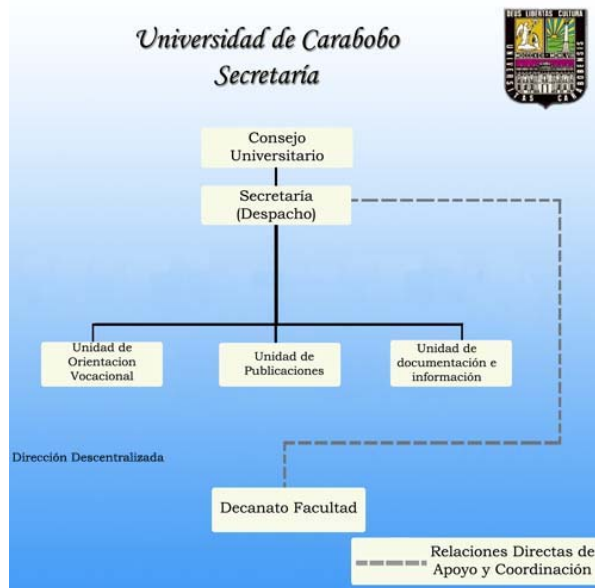 Universidad de Carabobo
Secretaría
DEUS LIBERTAS CULTURA
Consejo
Universitario
Secretaría
(Despacho)
Unidad de
Orientacion
Vocacional
Unidad de
Publicaciones
Unidad de
documentación e
información
Dirección Descentralizada
Decanato Facultad
Relaciones Directas de
Apoyo y Coordinación